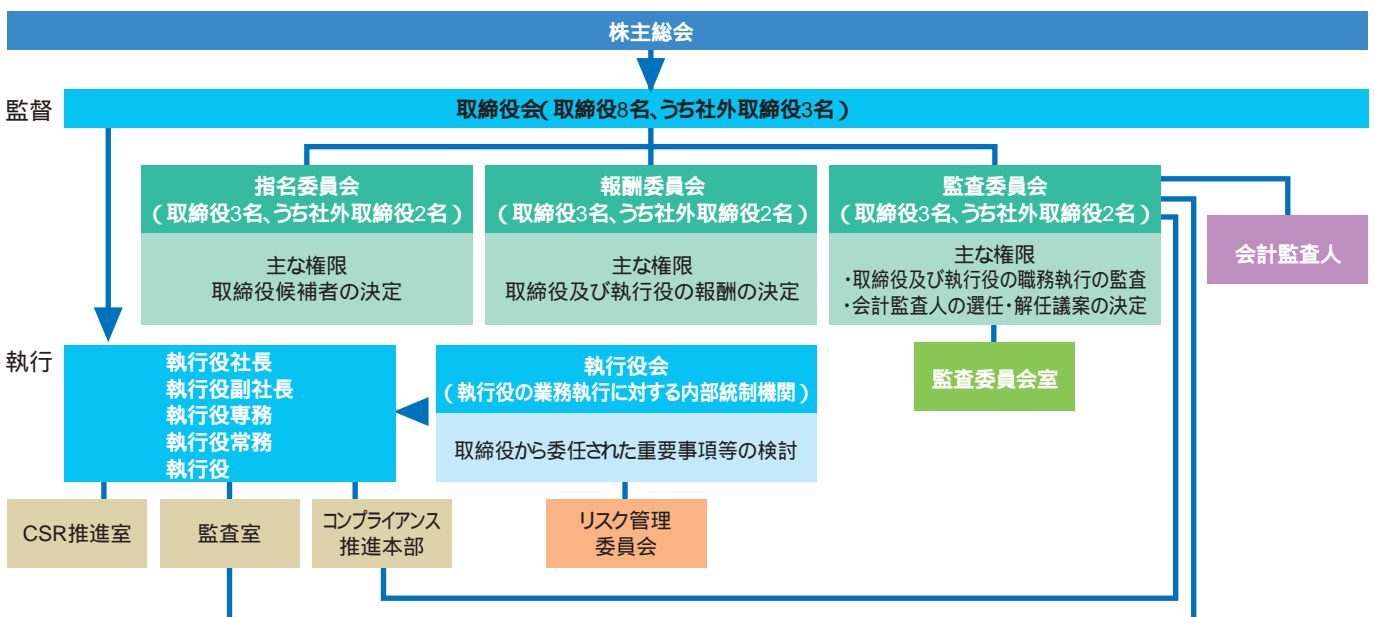 株主総会
監督
取締役会(取締役8名、うち社外取締役3名)
指名委員会
(取締役3名、うち社外取締役2名)
主な権限
取締役候補者の決定
報酬委員会
(取締役3名、うち社外取締役2名)
主な権限
取締役及び執行役の報酬の決定
監査委員会
(取締役3名、うち社外取締役2名)
主な権限
・取締役及び執行役の職務執行の監査
・会計監査人の選任・解任議案の決定
会計監査人
執行
執行役社長
執行役副社長
執行役専務
執行役常務
執行役
執行役会
(執行役の業務執行に対する内部統制機関)
取締役から委任された重要事項等の検討
監査委員会室
CSR推進室
監査室
コンプライアンス
推進本部
リスク管理
委員会